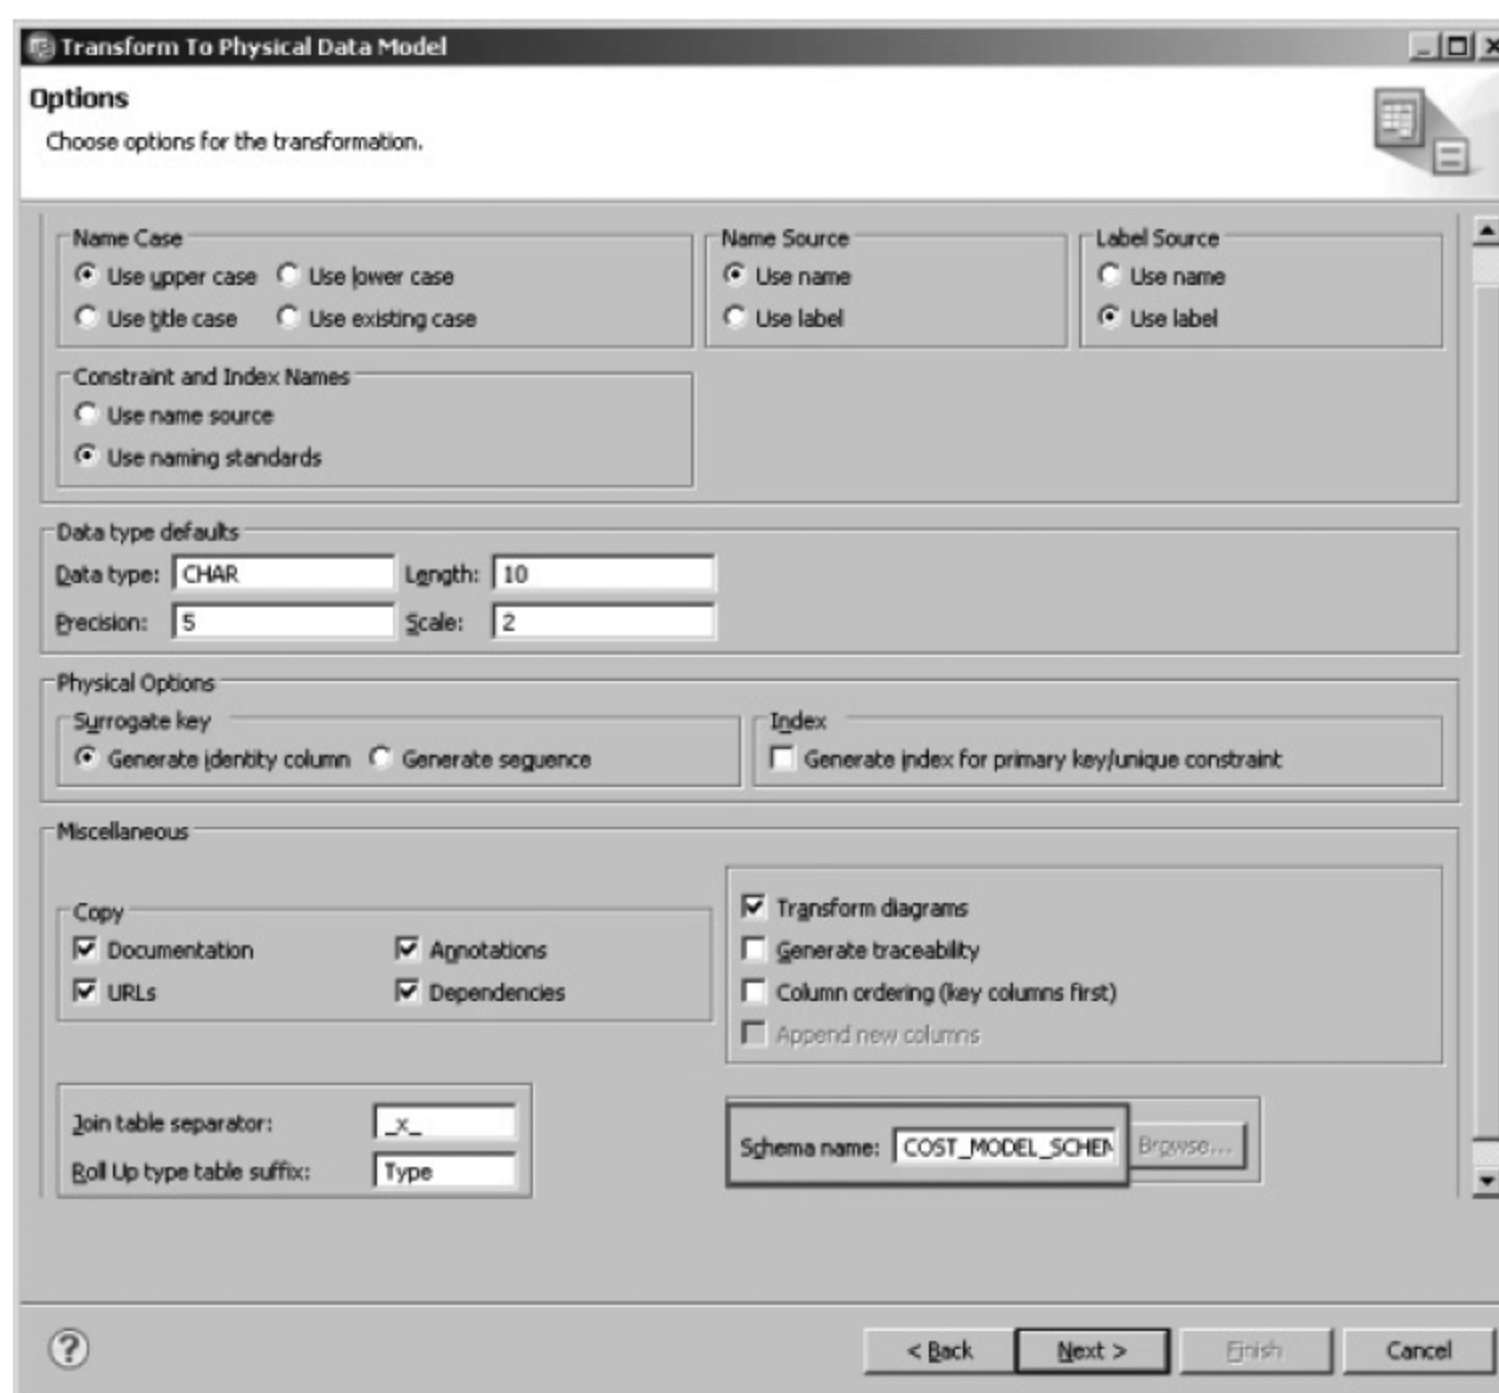 Transform To Physical Data Model
Options
Choose options for the transformation.
Name Case
Use upper case Use lower case
Use title case Use existing case
Name Source
Use name
Use label
Label Source
Use name
Use label
Constraint and Index Names
Use name source
Use naming standards
Data type defaults
Data type: CHAR Length: 10
Precision: 5 Scale: 2
Physical Options
Surrogate key
Generate identity column Generate sequence
Index
Generate index for primary key/unique constraint
Miscellaneous
Copy
Documentation Annotations
URLs Dependencies
Transform diagrams
Generate traceability
Column ordering (key columns first)
Append new columns
Join table separator: _x_
Roll Up type table suffix: Type
Schema name: COST_MODEL_SCHEM Browse...
? < Back Next > Finish Cancel